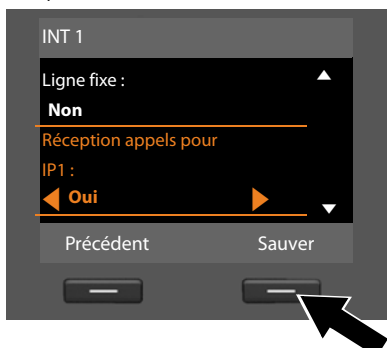 INT 1
Ligne fixe :
Non
Réception appels pour
IP1 :
Oui
Précédent Sauver